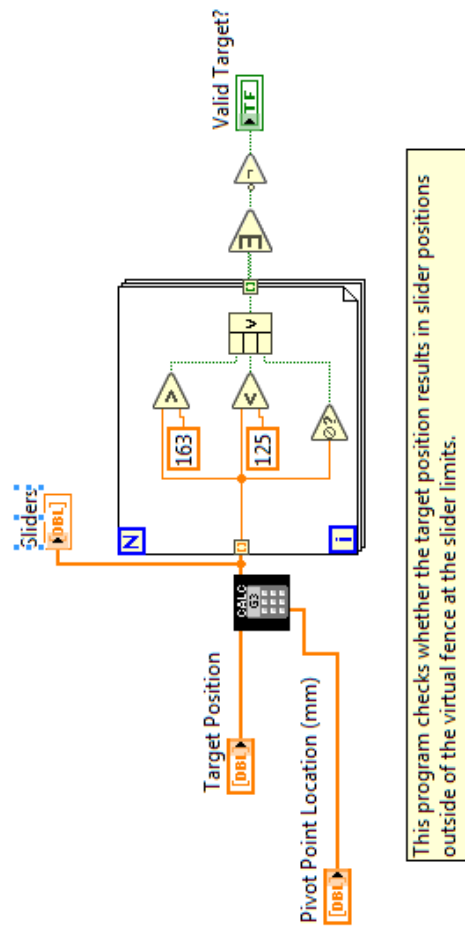 Sliders
[DBL]
N
163
>
Target Position
[DBL]
CALC
G3
Valid Target?
TF
125
<
V
Pivot Point Location (mm)
[DBL]
i
?
This program checks whether the target position results in slider positions
outside of the virtual fence at the slider limits.